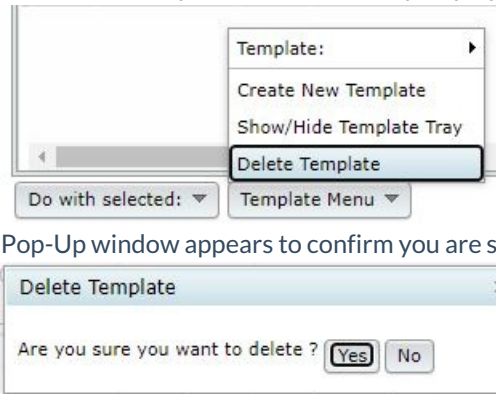 Template:
Create New Template
Show/Hide Template Tray
Delete Template
Do with selected: Template Menu
Pop-Up window appears to confirm you are s
Delete Template
Are you sure you want to delete ? Yes No